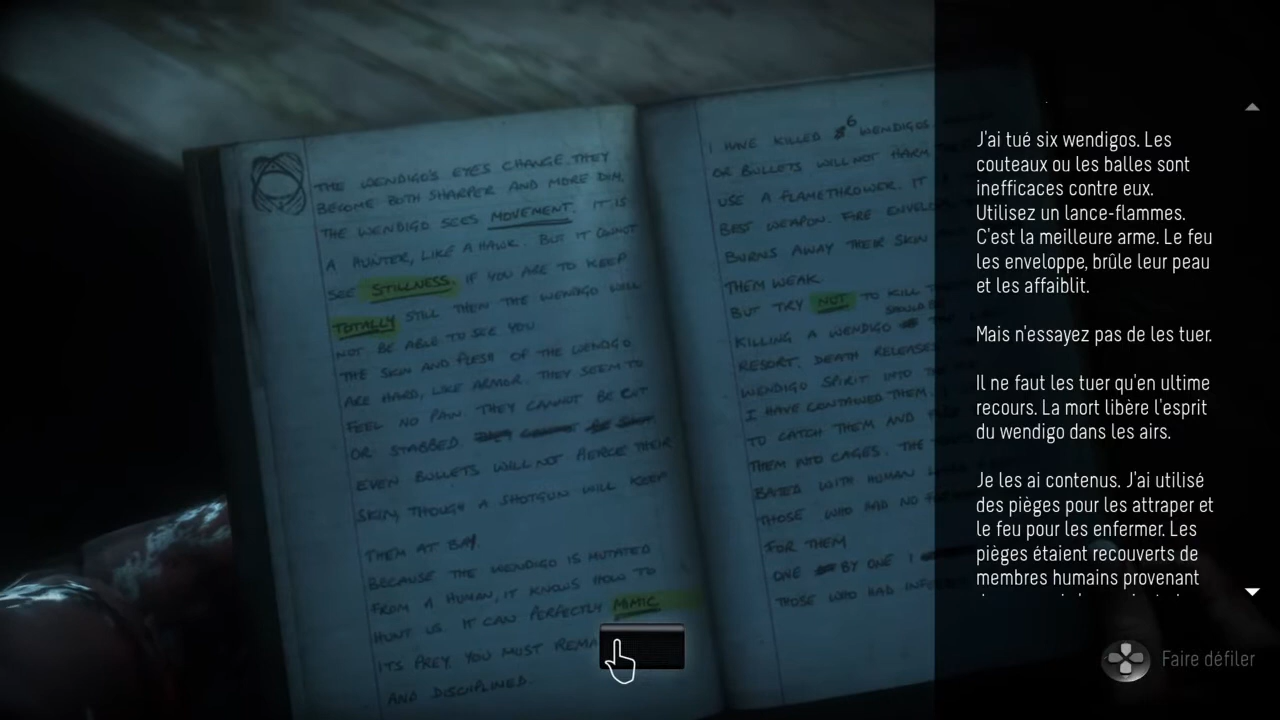 THE WENDIGO'S EYES CHANGE. THEY
BECOME BOTH SHARPER AND MORE DIM.
THE WENDIGO SEES MOVEMENT. IT IS
A HUNTER, LIKE A HAWK. BUT IT CANNOT
SEE STILLNESS. IF YOU ARE TO KEEP
TOTALLY STILL THEN THE WENDIGO WILL
NOT BE ABLE TO SEE YOU.
THE SKIN AND FLESH OF THE WENDIGO
ARE HARD, LIKE ARMOR. THEY SEEM TO
FEEL NO PAIN THEY CANNOT BE CUT
OR STABBED
EVEN BULLETS WILL NOT PIERCE THEIR
SKIN, THOUGH A SHOTGUN WILL KEEP
THEM AT BAY.
BECAUSE THE WENDIGO IS MUTATED
FROM A HUMAN, IT KNOWS HOW TO
HUNT US. IT CAN PERFECTLY MIMIC
ITS PREY. YOU MUST
AND DISCIPLINED.
I HAVE KILLED 6 WENDIGOS.
OR BULLETS WILL NOT HARM
USE A FLAMETHROWER. IT
BEST WEAPON. FIRE
BURNS AWAY THEIR SKIN
THEM WEAK.
BUT TRY NOT TO KILL
KILLING A WENDIGO SHOULD BE
RESORT. DEATH RELEASES
WENDIGO SPIRIT INTO
I HAVE CONTAINED THEM.
TO CATCH THEM AND
THEM INTO CAGES. THE
BAITED WITH HUMAN
THOSE WHO HAD NO
FOR THEM
ONE BY ONE I
THOSE WHO HAD
J'ai tué six wendigos. Les
couteaux ou les balles sont
inefficaces contre eux.
Utilisez un lance-flammes.
C'est la meilleure arme. Le feu
les enveloppe, brûle leur peau
et les affaiblit.
Mais n'essayez pas de les tuer.
Il ne faut les tuer qu'en ultime
recours. La mort libère l'esprit
du wendigo dans les airs.
Je les ai contenus. J'ai utilisé
des pièges pour les attraper et
le feu pour les enfermer. Les
pièges étaient recouverts de
membres humains provenant
Faire défiler